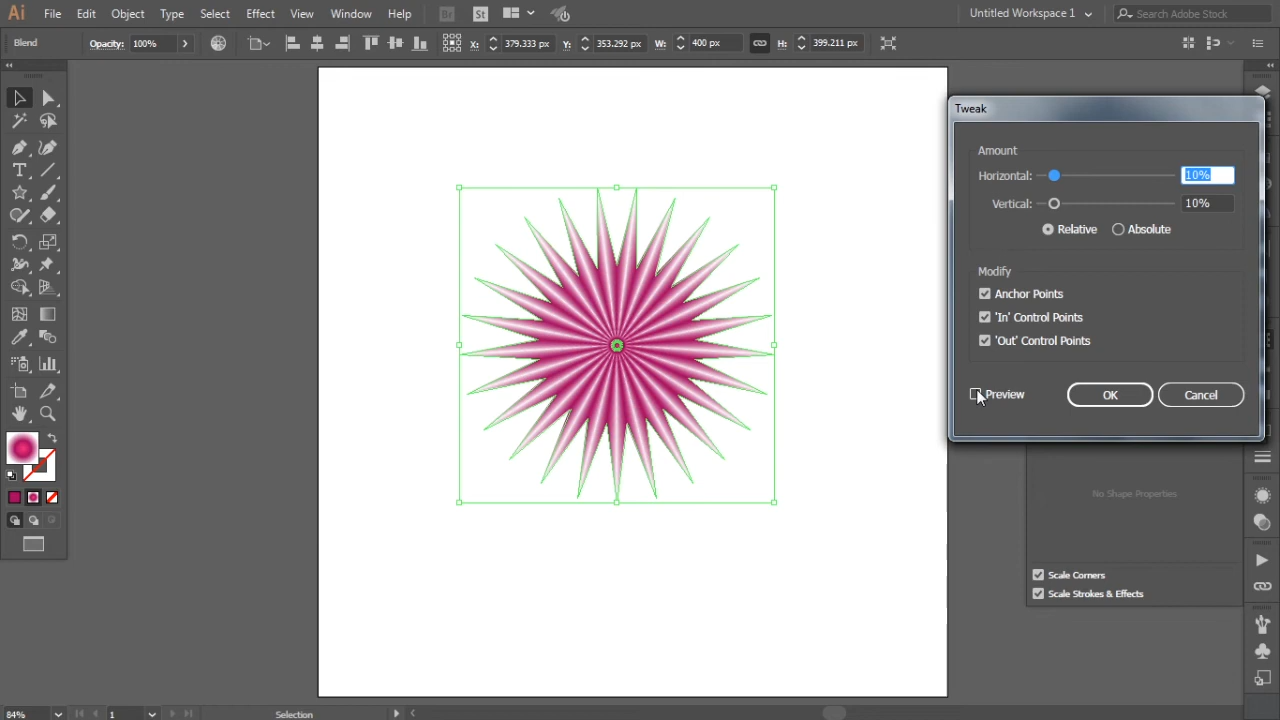 Ai File Edit Object Type Select Effect View Window Help Br St Untitled Workspace 1 Search Adobe Stock
Blend Opacity: 100% X: 379.333 px Y: 353.292 px W: 400 px H: 399.211 px
Tweak
Amount
Horizontal: 10%
Vertical: 10%
Relative Absolute
Modify
Anchor Points
'In' Control Points
'Out' Control Points
Preview OK Cancel
No Shape Properties
Scale Corners
Scale Strokes & Effects
84% 1 Selection